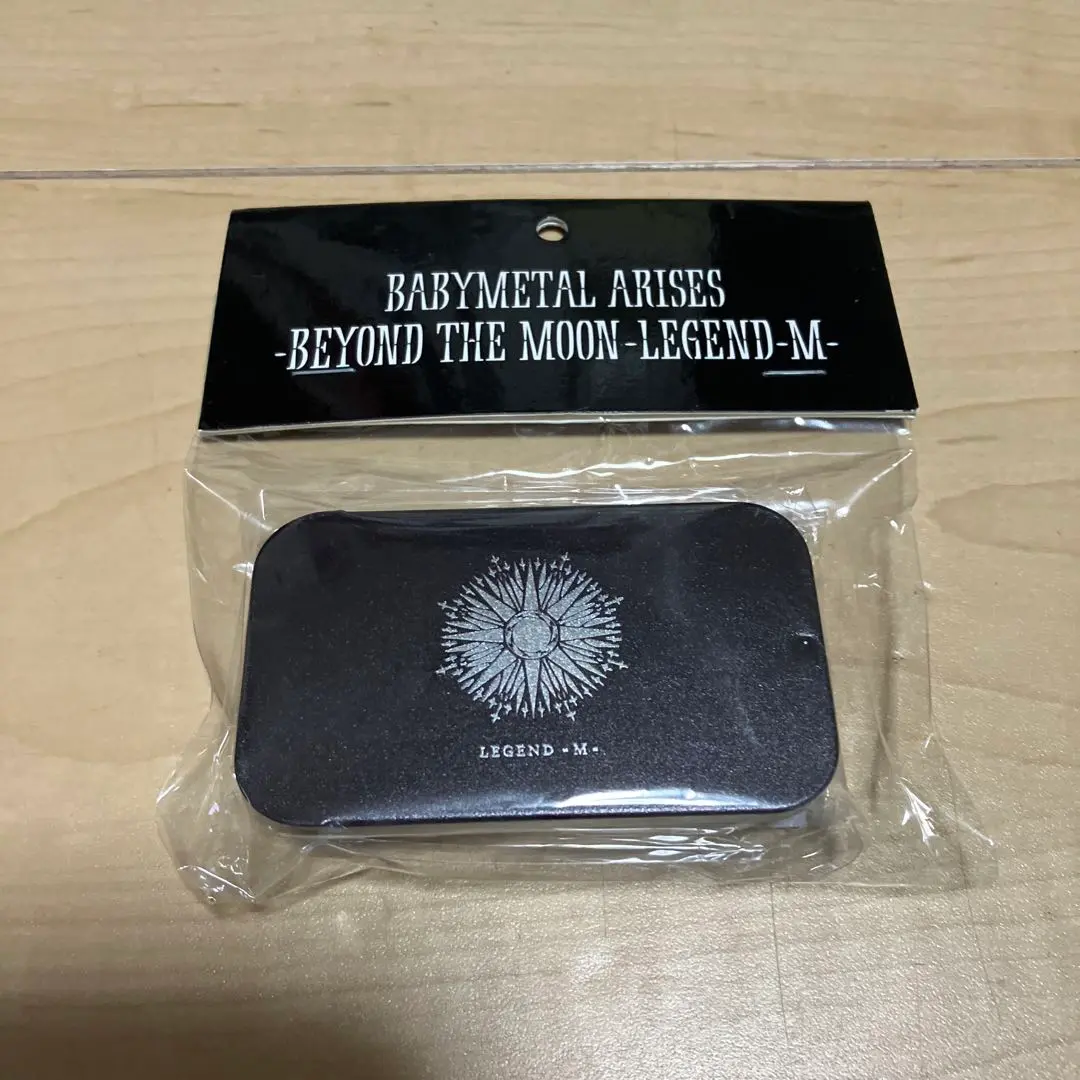 BABYMETAL ARISES
-BEYOND THE MOON-LEGEND-M-
LEGEND -M-